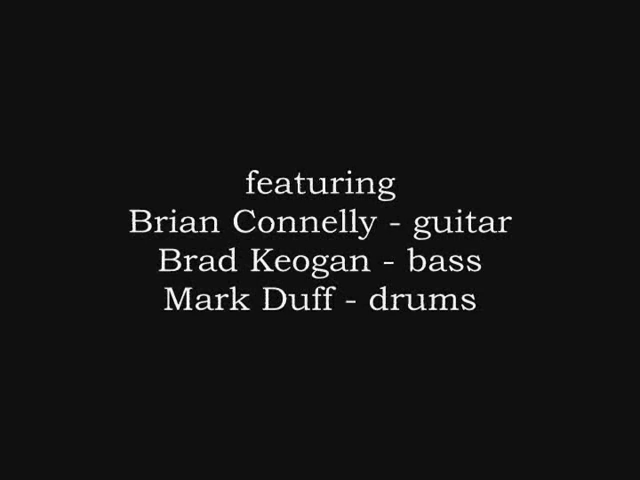 featuring
Brian Connelly - guitar
Brad Keogan - bass
Mark Duff - drums